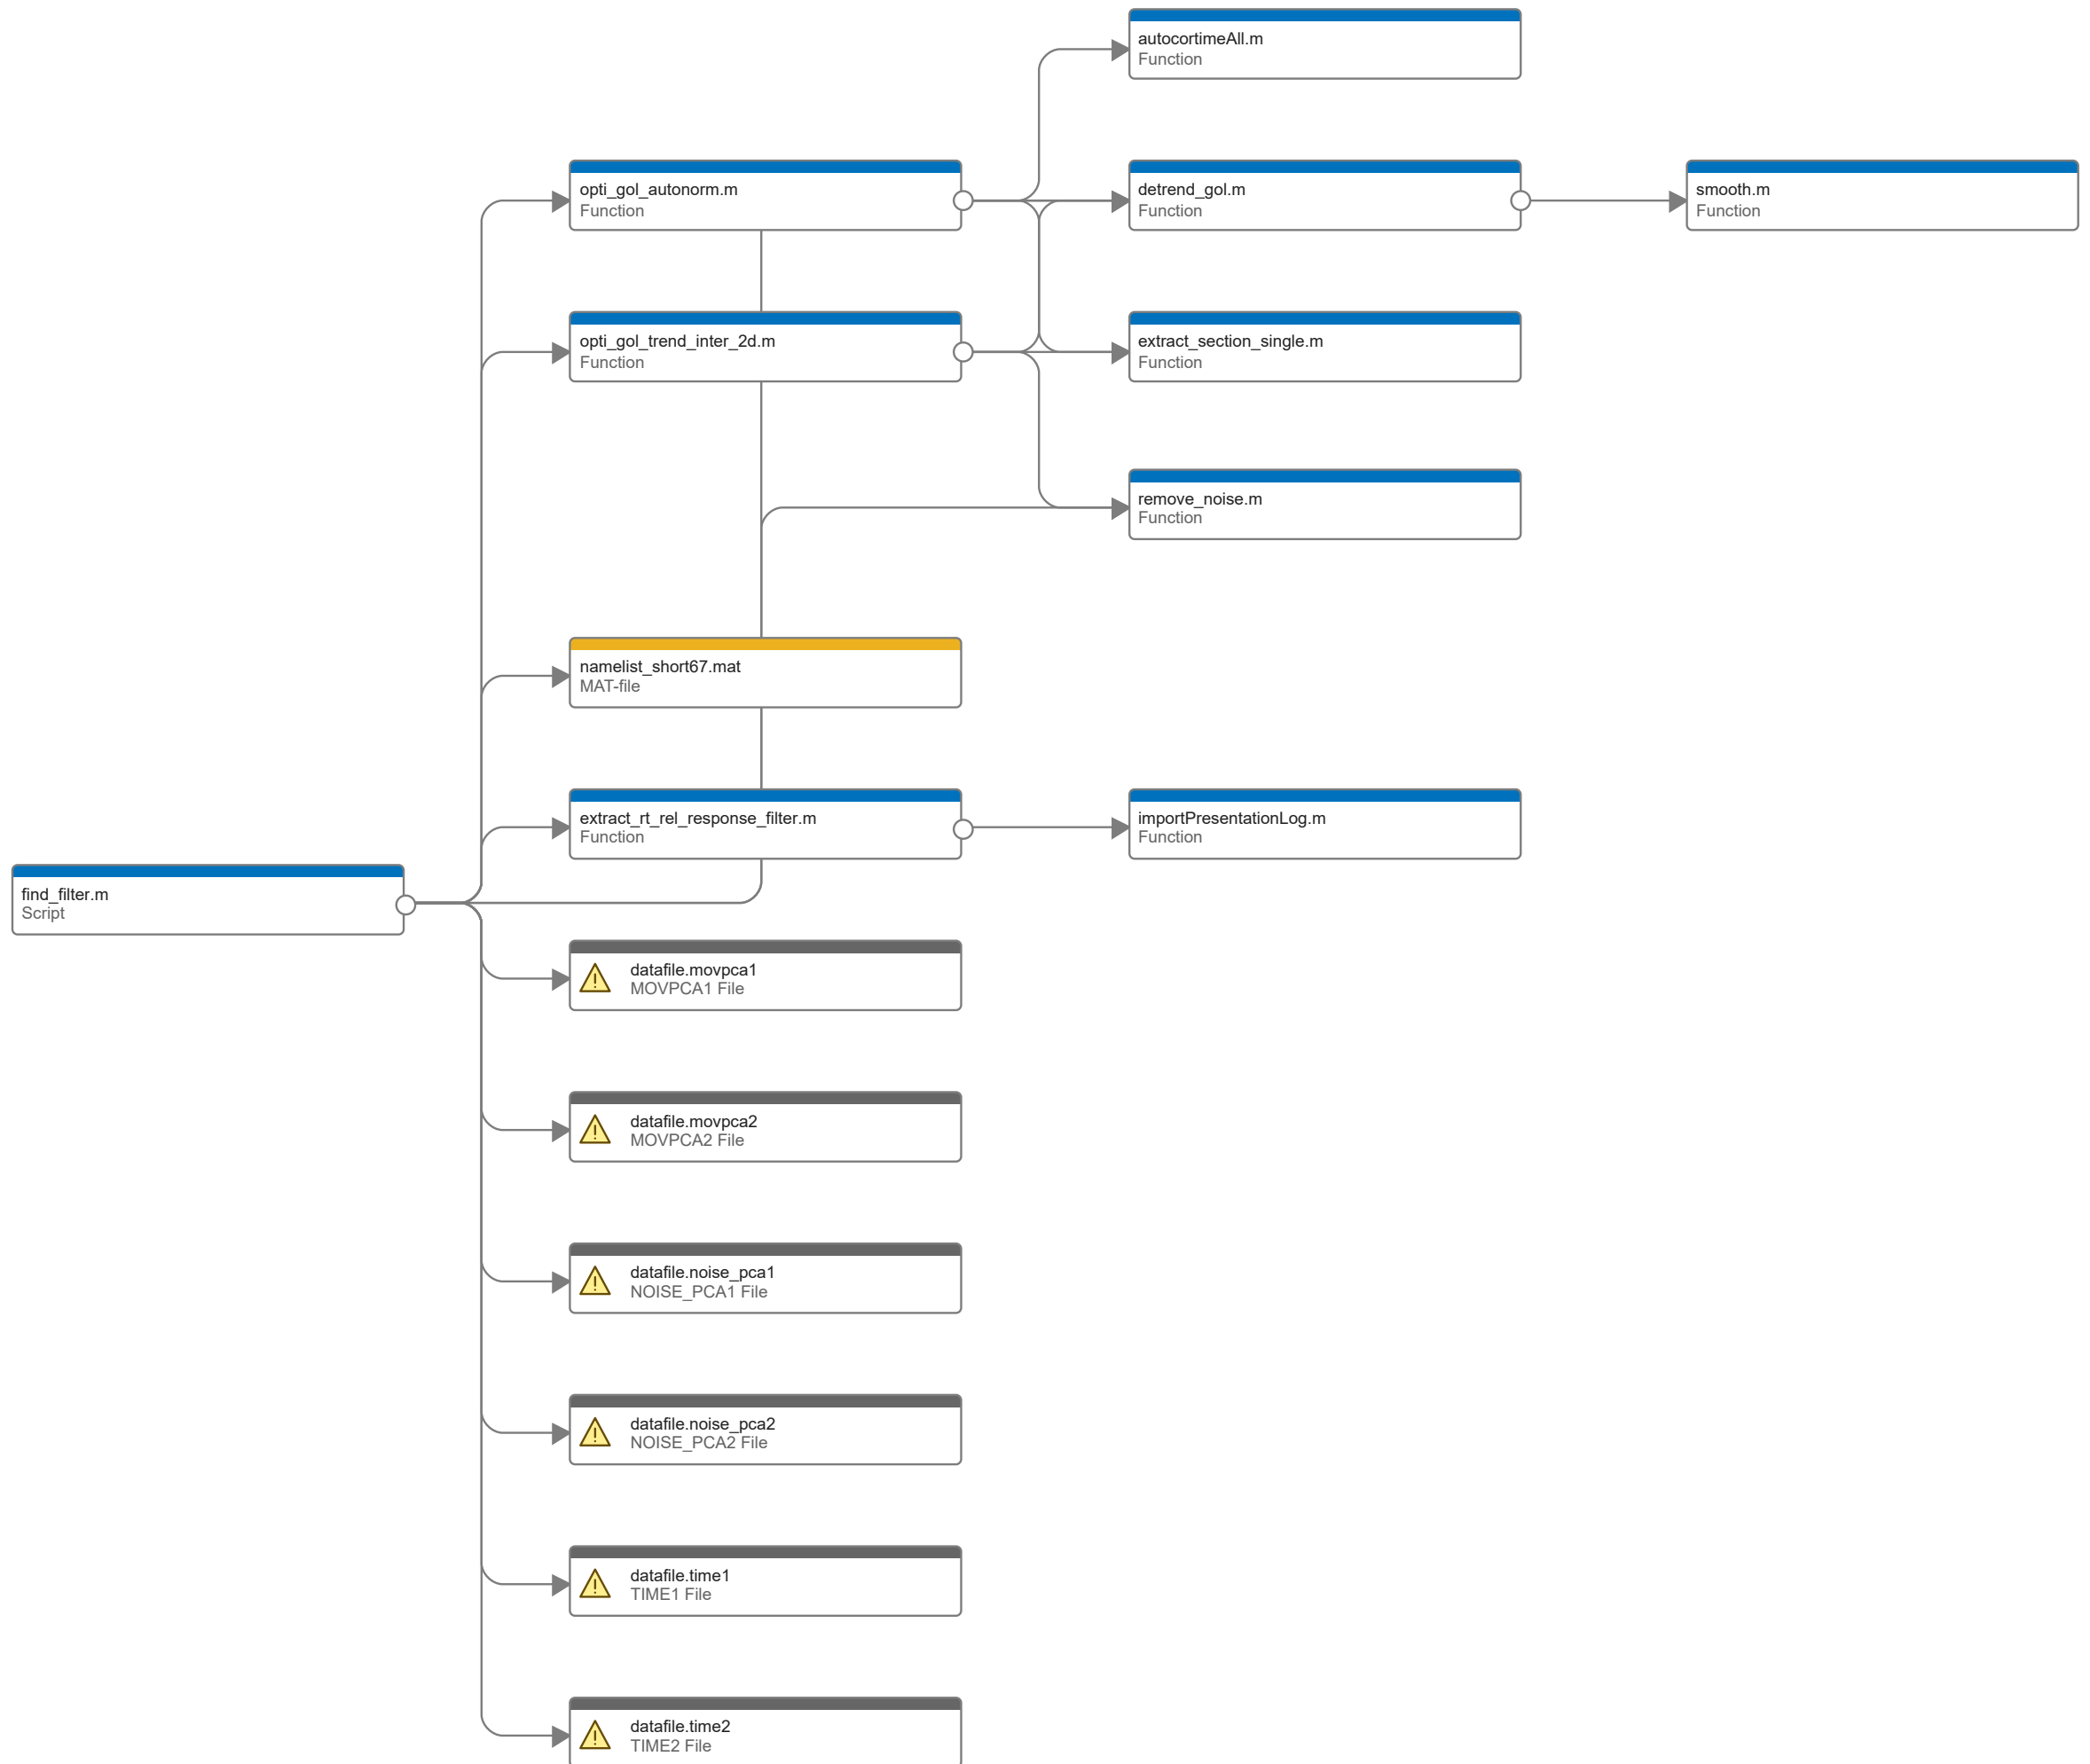 autocortimeAll.m
Function
opti_gol_autonorm.m
Function
detrend_gol.m
Function
smooth.m
Function
opti_gol_trend_inter_2d.m
Function
extract_section_single.m
Function
remove_noise.m
Function
namelist_short67.mat
MAT-file
extract_rt_rel_response_filter.m
Function
importPresentationLog.m
Function
find_filter.m
Script
datafile.movpca1
MOVPCA1 File
datafile.movpca2
MOVPCA2 File
datafile.noise_pca1
NOISE_PCA1 File
datafile.noise_pca2
NOISE_PCA2 File
datafile.time1
TIME1 File
datafile.time2
TIME2 File